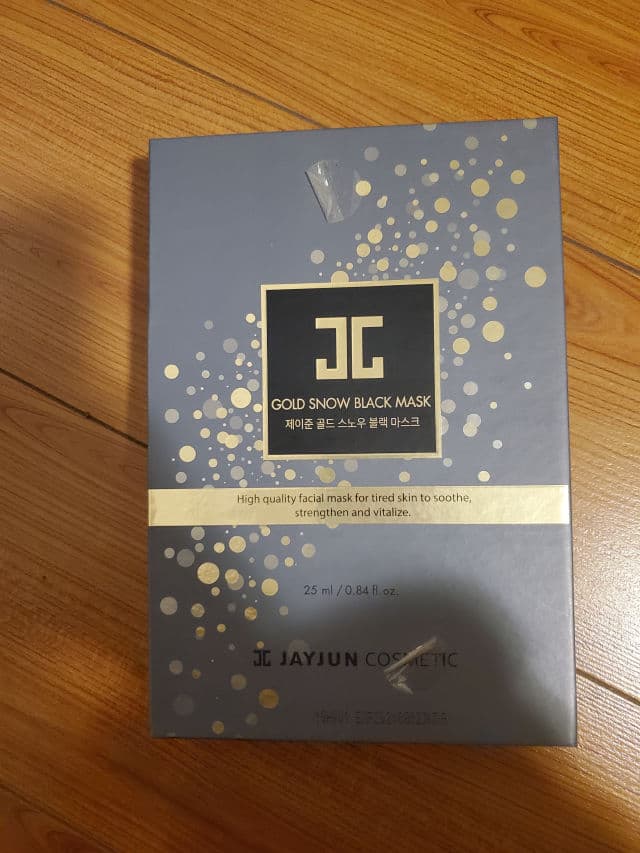 GOLD SNOW BLACK MASK
제이준 골드 스노우 블랙 마스크
High quality facial mask for tired skin to soothe,
strengthen and vitalize.
25 ml / 0.84 fl.oz.
JAYJUN COSMETIC